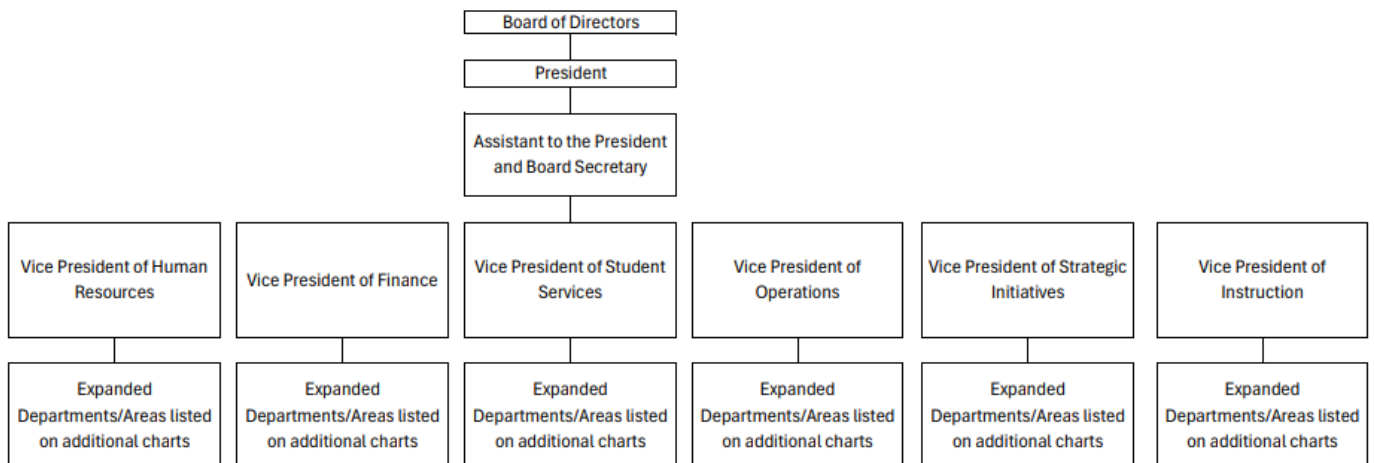 Board of Directors
President
Assistant to the President
and Board Secretary
Vice President of Human
Resources
Vice President of Finance
Vice President of Student
Services
Vice President of
Operations
Vice President of Strategic
Initiatives
Vice President of
Instruction
Expanded
Departments/Areas listed
on additional charts
Expanded
Departments/Areas listed
on additional charts
Expanded
Departments/Areas listed
on additional charts
Expanded
Departments/Areas listed
on additional charts
Expanded
Departments/Areas listed
on additional charts
Expanded
Departments/Areas listed
on additional charts